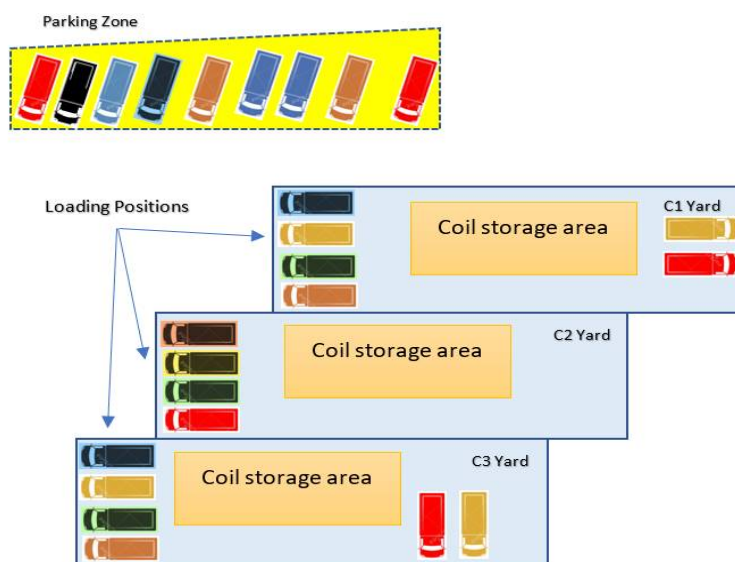 Parking Zone
Loading Positions
C1 Yard
Coil storage area
C2 Yard
Coil storage area
C3 Yard
Coil storage area